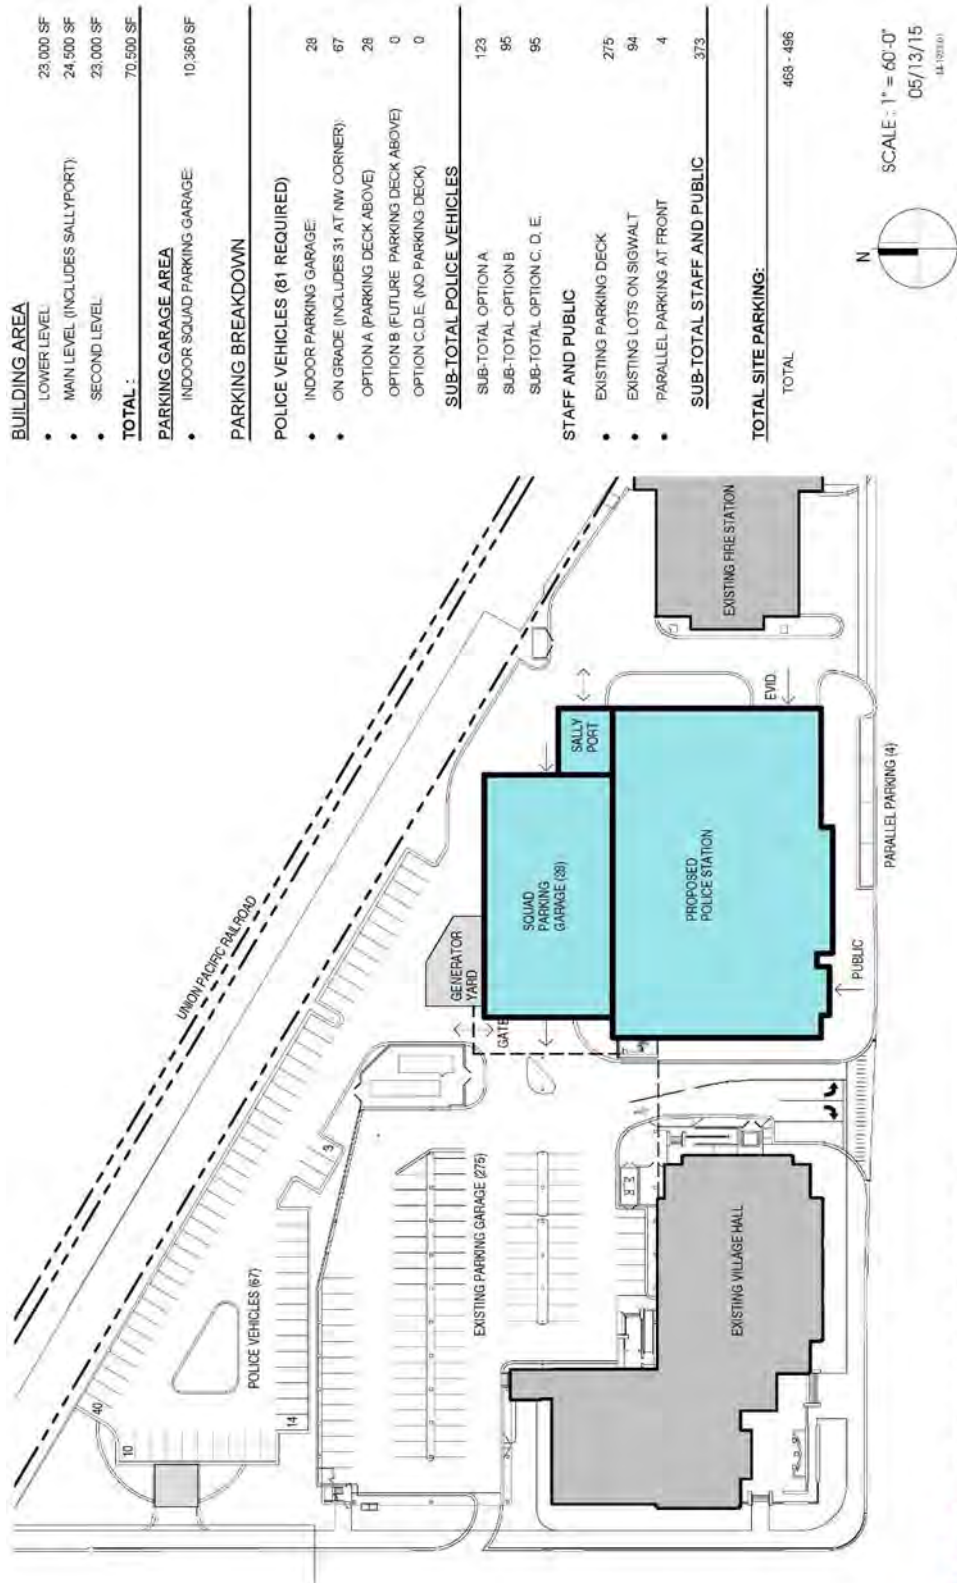 BUILDING AREA
• LOWER LEVEL: 23,000 SF
• MAIN LEVEL (INCLUDES SALLYPORT): 24,500 SF
• SECOND LEVEL: 23,000 SF
TOTAL : 70,500 SF
PARKING GARAGE AREA
• INDOOR SQUAD PARKING GARAGE: 10,360 SF
PARKING BREAKDOWN
POLICE VEHICLES (81 REQUIRED)
• INDOOR PARKING GARAGE: 28
• ON GRADE (INCLUDES 31 AT NW CORNER): 67
OPTION A (PARKING DECK ABOVE) 28
OPTION B (FUTURE PARKING DECK ABOVE) 0
OPTION C,D,E, (NO PARKING DECK) 0
SUB-TOTAL POLICE VEHICLES
SUB-TOTAL OPTION A 123
SUB-TOTAL OPTION B 95
SUB-TOTAL OPTION C, D, E, 95
STAFF AND PUBLIC
• EXISTING PARKING DECK 275
• EXISTING LOTS ON SIGWALT 94
• PARALLEL PARKING AT FRONT 4
SUB-TOTAL STAFF AND PUBLIC 373
TOTAL SITE PARKING:
TOTAL 468 - 496
N
SCALE : 1" = 60'-0"
05/13/15
UNION PACIFIC RAILROAD
40
10
14
3
POLICE VEHICLES (67)
EXISTING PARKING GARAGE (275)
GENERATOR
YARD
GATE
SQUAD
PARKING
GARAGE (28)
SALLY
PORT
EVID.
PROPOSED
POLICE STATION
PUBLIC
PARALLEL PARKING (4)
EXISTING FIRE STATION
EXISTING VILLAGE HALL